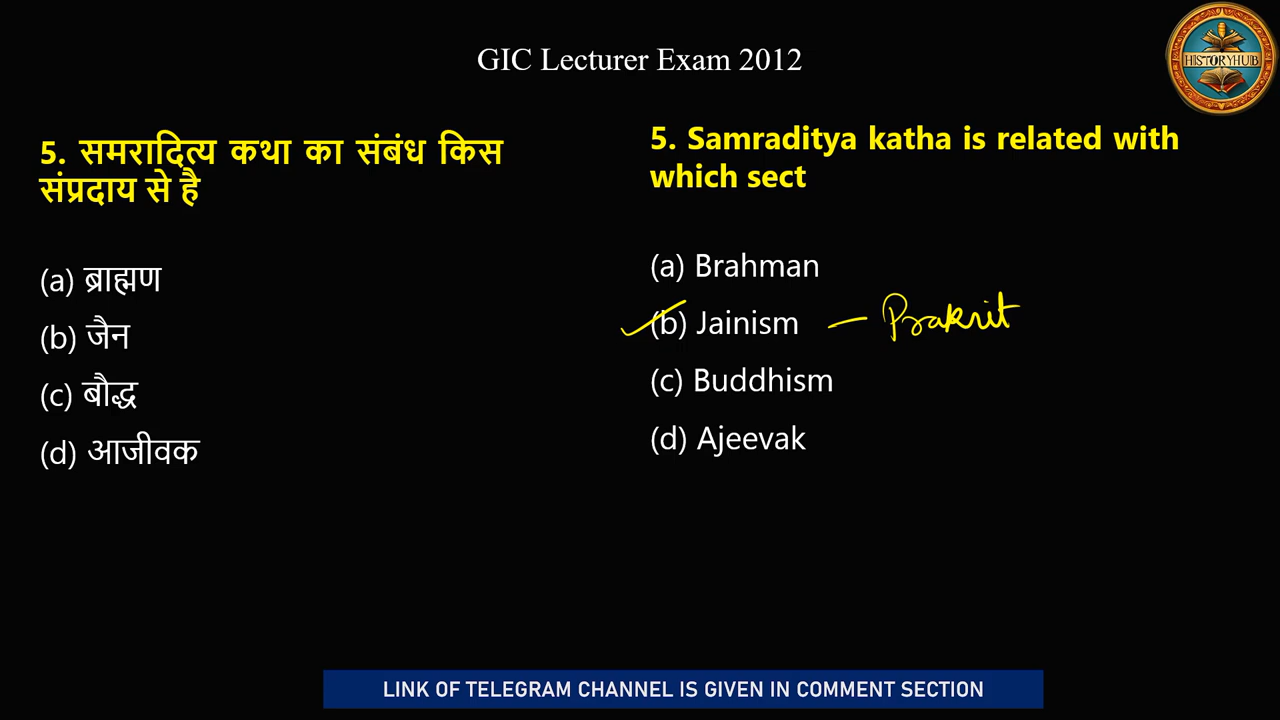 GIC Lecturer Exam 2012
HISTORYHUB
5. समरादित्य कथा का संबंध किस
संप्रदाय से है
(a) ब्राह्मण
(b) जैन
(c) बौद्ध
(d) आजीवक
5. Samraditya katha is related with
which sect
(a) Brahman
(b) Jainism – Prakrit
(c) Buddhism
(d) Ajeevak
LINK OF TELEGRAM CHANNEL IS GIVEN IN COMMENT SECTION